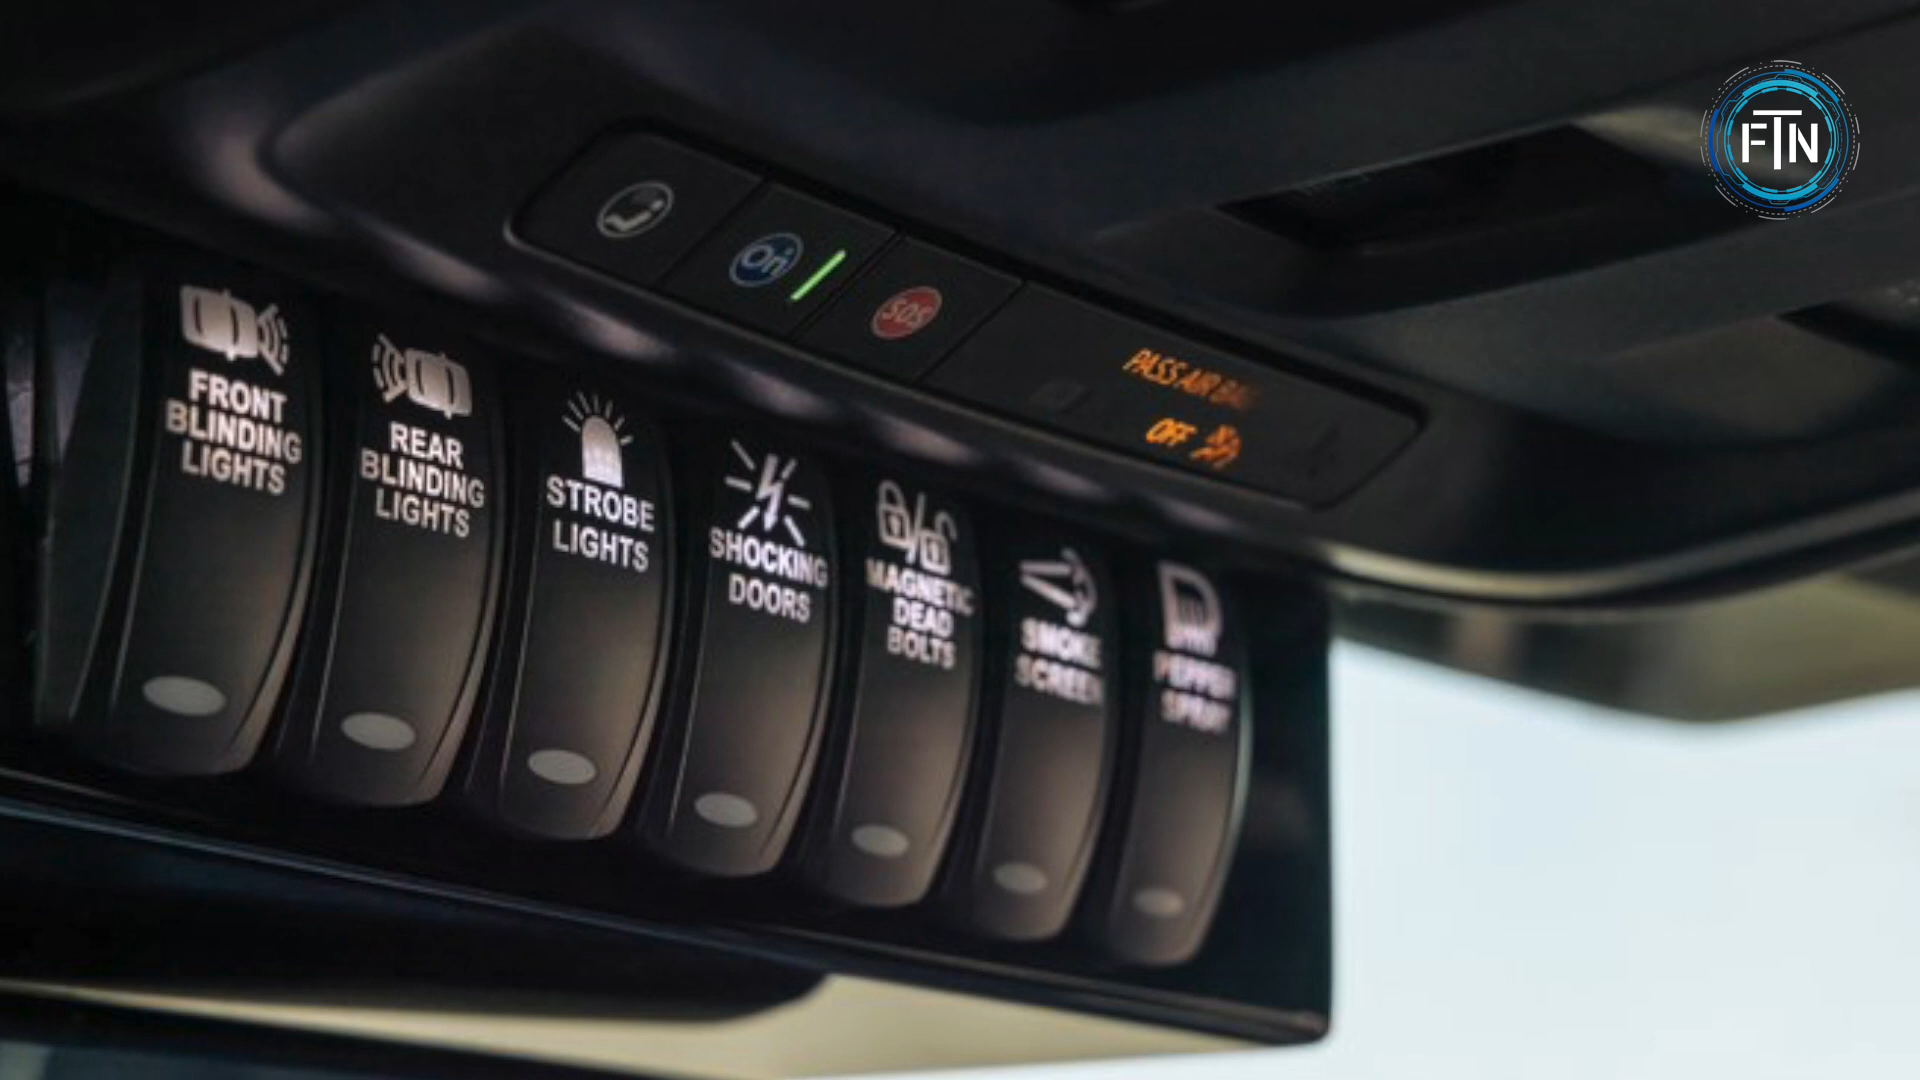 FTN
On
SOS
PASS AIR BAG
OFF
FRONT
BLINDING
LIGHTS
REAR
BLINDING
LIGHTS
STROBE
LIGHTS
SHOCKING
DOORS
MAGNETIC
DEAD
BOLTS
SMOKE
SCREEN
PEPPER
SPRAY